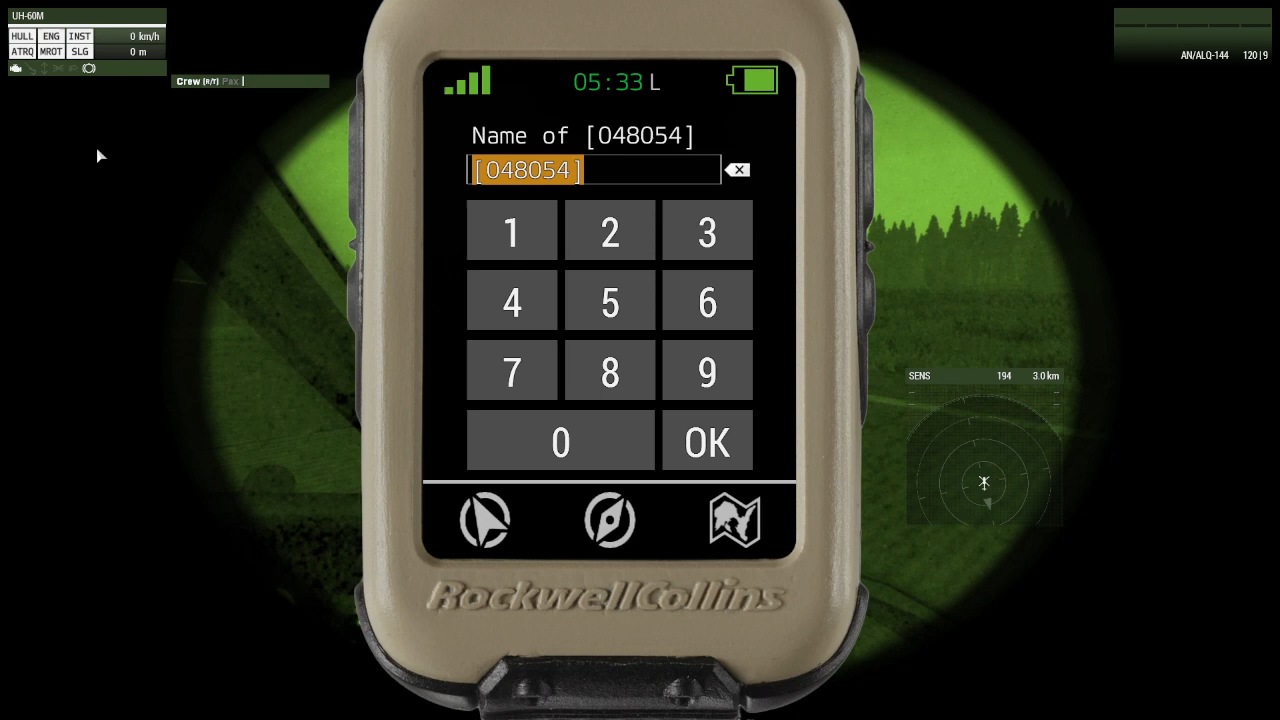 UH-60M
HULL ENG INST 0 km/h
ATRQ MROT SLG 0 m
Crew [R/T] Pax |
AN/ALQ-144 120|9
05:33 L
Name of [048054]
[048054]
1 2 3
4 5 6
7 8 9
0 OK
SENS 194 3.0 km
RockwellCollins